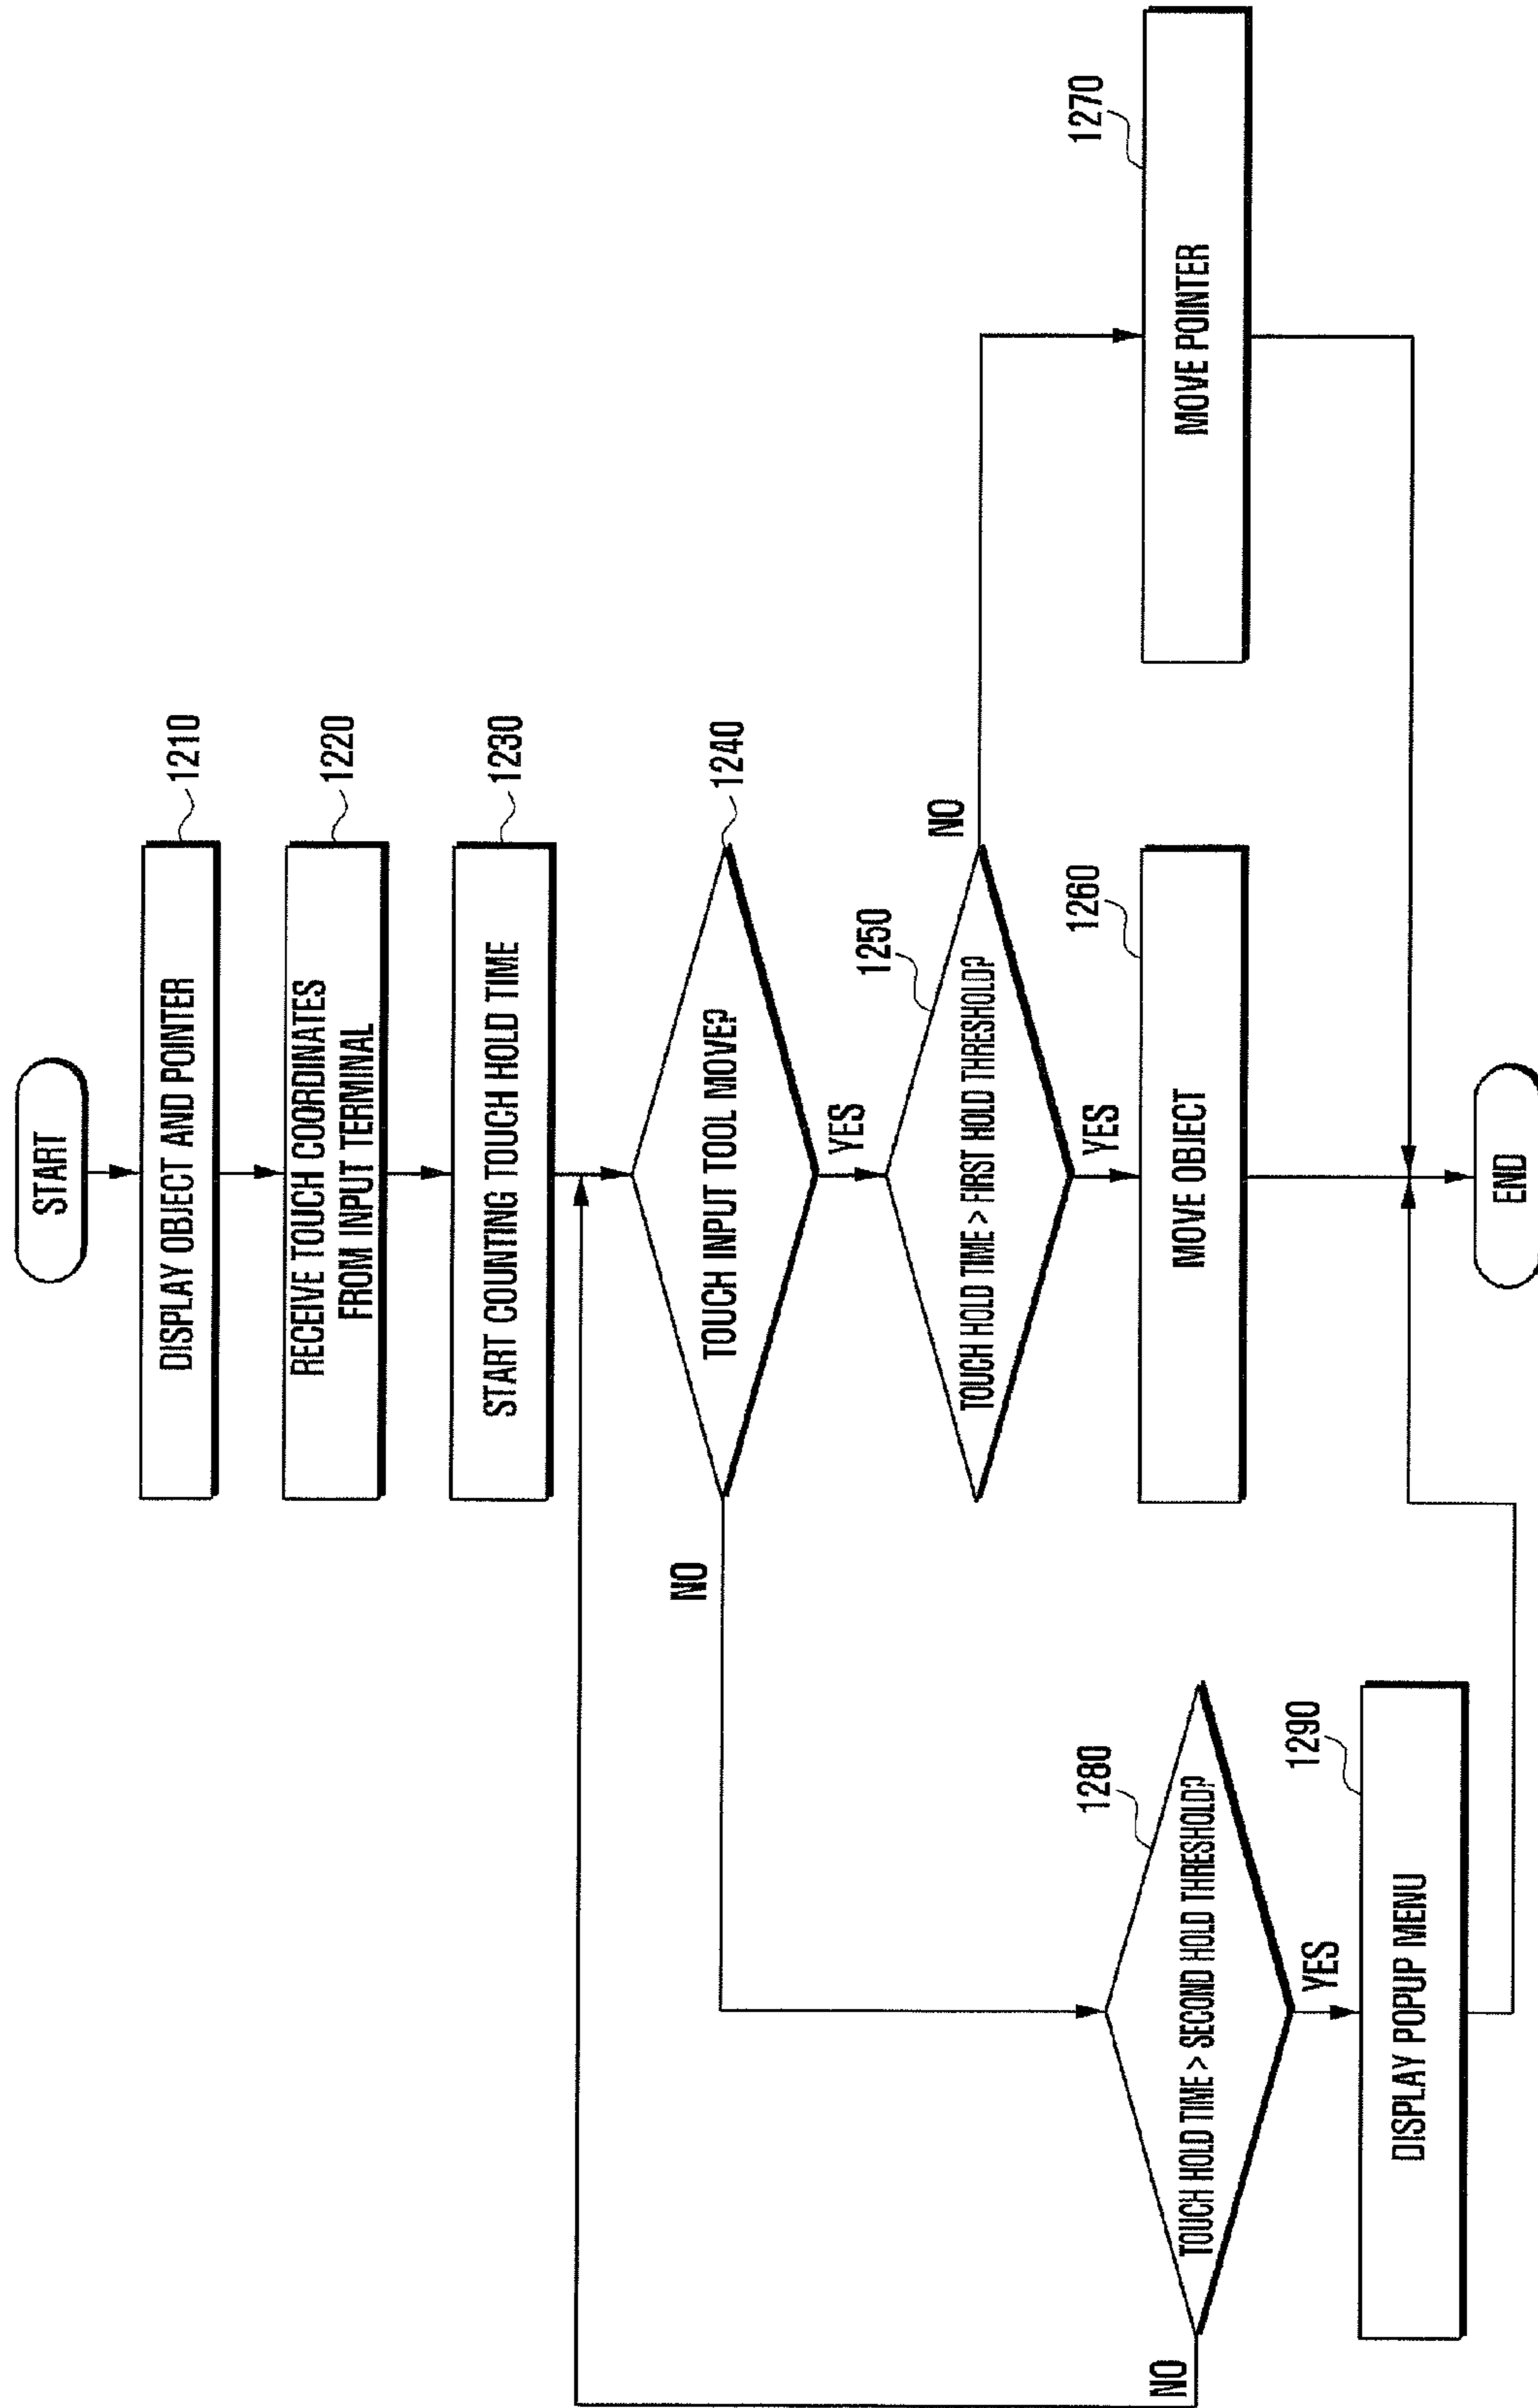 START
DISPLAY OBJECT AND POINTER
1210
RECEIVE TOUCH COORDINATES
FROM INPUT TERMINAL
1220
START COUNTING TOUCH HOLD TIME
1230
TOUCH INPUT TOOL MOVE?
1240
NO
YES
TOUCH HOLD TIME > FIRST HOLD THRESHOLD?
1250
NO
YES
MOVE OBJECT
1260
MOVE POINTER
1270
TOUCH HOLD TIME > SECOND HOLD THRESHOLD?
1280
NO
YES
DISPLAY POPUP MENU
1290
END